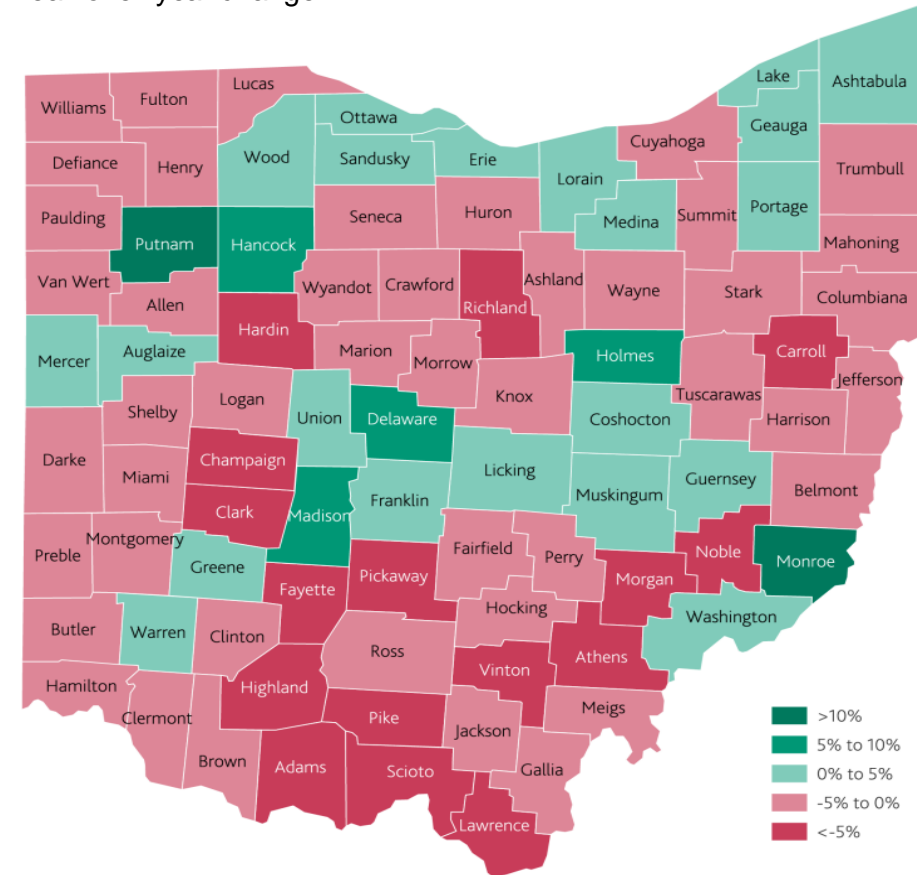 Lake
Ashtabula
Lucas
Fulton
Williams
Ottawa
Geauga
Cuyahoga
Wood
Sandusky
Erie
Defiance
Henry
Trumbull
Lorain
Portage
Summit
Medina
Seneca
Huron
Paulding
Putnam
Hancock
Mahoning
Van Wert
Wyandot
Crawford
Ashland
Wayne
Stark
Columbiana
Allen
Richland
Hardin
Marion
Auglaize
Mercer
Holmes
Carroll
Morrow
Jefferson
Knox
Tuscarawas
Logan
Shelby
Union
Delaware
Coshocton
Harrison
Darke
Champaign
Miami
Licking
Guernsey
Belmont
Muskingum
Franklin
Clark
Madison
Montgomery
Preble
Greene
Fairfield
Perry
Noble
Monroe
Pickaway
Morgan
Fayette
Hocking
Washington
Butler
Warren
Clinton
Ross
Athens
Vinton
Hamilton
Highland
Meigs
Clermont
Pike
Jackson
Brown
Adams
Scioto
Gallia
Lawrence
>10%
5% to 10%
0% to 5%
-5% to 0%
<-5%